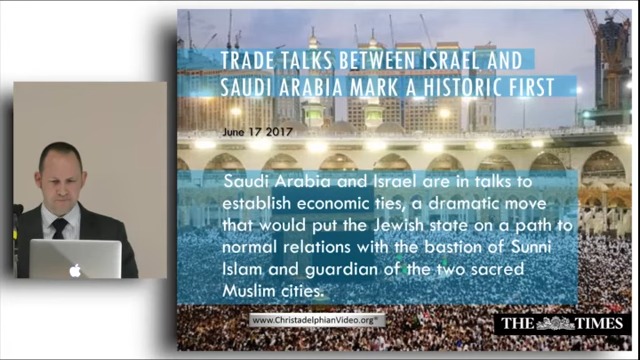 TRADE TALKS BETWEEN ISRAEL AND
SAUDI ARABIA MARK A HISTORIC FIRST
June 17 2017
Saudi Arabia and Israel are in talks to
establish economic ties, a dramatic move
that would put the Jewish state on a path to
normal relations with the bastion of Sunni
Islam and guardian of the two sacred
Muslim cities.
www.ChristadelphianVideo.org®
THE TIMES